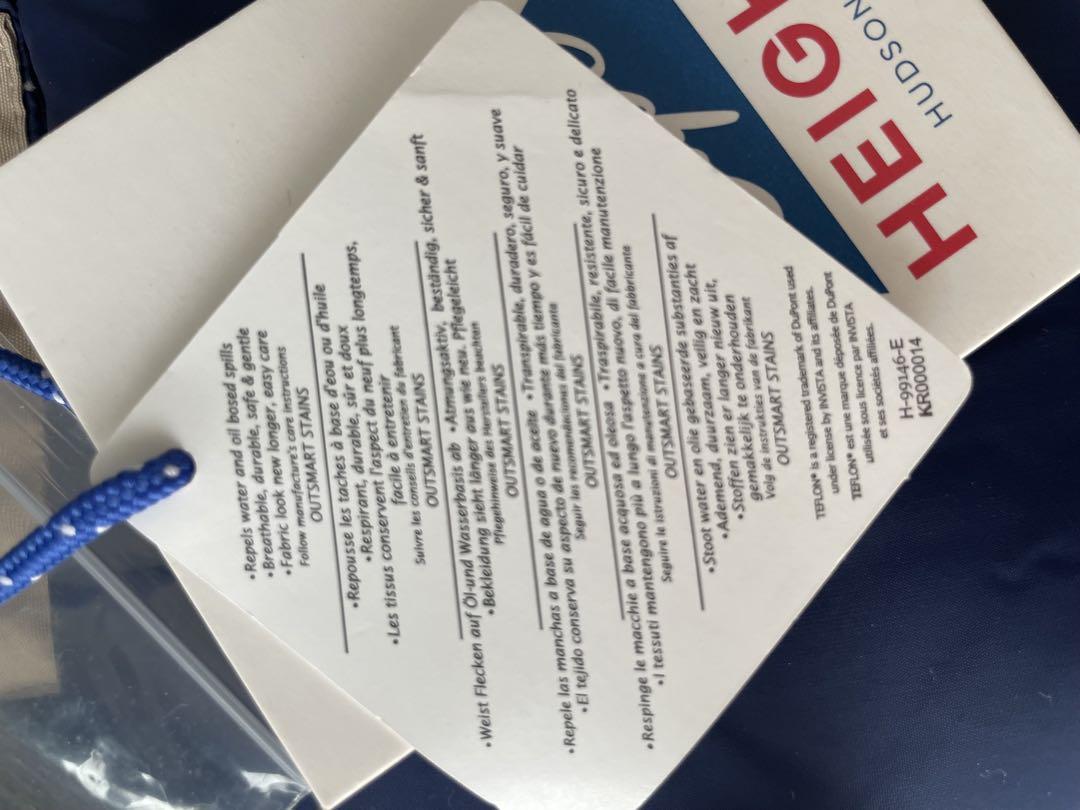 •Repels water and oil based spills
•Breathable, durable, safe & gentle
•Fabric look new longer, easy care
Follow manufacture's care instructions
OUTSMART STAINS
•Repousse les taches à base d'eou ou d'huile
•Respirant, durable, sûr et doux
•Les tissus conservent l'aspect du neuf plus longtemps,
facile à entretenir
Suivre les conseils d'entretien du fabricant
OUTSMART STAINS
•Weist Flecken auf Öl-und Wasserbasis ab •Atmungsaktiv, beständig, sicher & sanft
•Bekleidung sieht länger aus wie neu. Pflegeleicht
Pflegehinweise des Herstellers beachten
OUTSMART STAINS
•Repele las manchas a base de agua o de aceite •Transpirable, duradero, seguro, y suave
•El tejido conserva su aspecto de nuevo durante más tiempo y es fácil de cuidar
Seguir las recomendaciones del fabricante
OUTSMART STAINS
•Respinge le macchie a base acquosa ed oleosa •Traspirabile, resistente, sicuro e delicato
•I tessuti mantengono più a lungo l'aspetto nuovo, di facile manutenzione
Seguire le istruzioni di manutenzione a cura del fabbricante
OUTSMART STAINS
•Stoot water en olie gebaseerde substanties af
•Ademend, duurzaam, veilig en zacht
•Stoffen zien er langer nieuw uit,
gemakkelijk te onderhouden
Volg de instrukties van de fabrikant
OUTSMART STAINS
TEFLON® is a registered trademark of DuPont used
under license by INVISTA and its affiliates.
TEFLON® est une marque déposée de DuPont
utilisée sous licence par INVISTA
et ses sociétés affiliées.
H-99146-E
KR000014
HEIGH
HUDSON